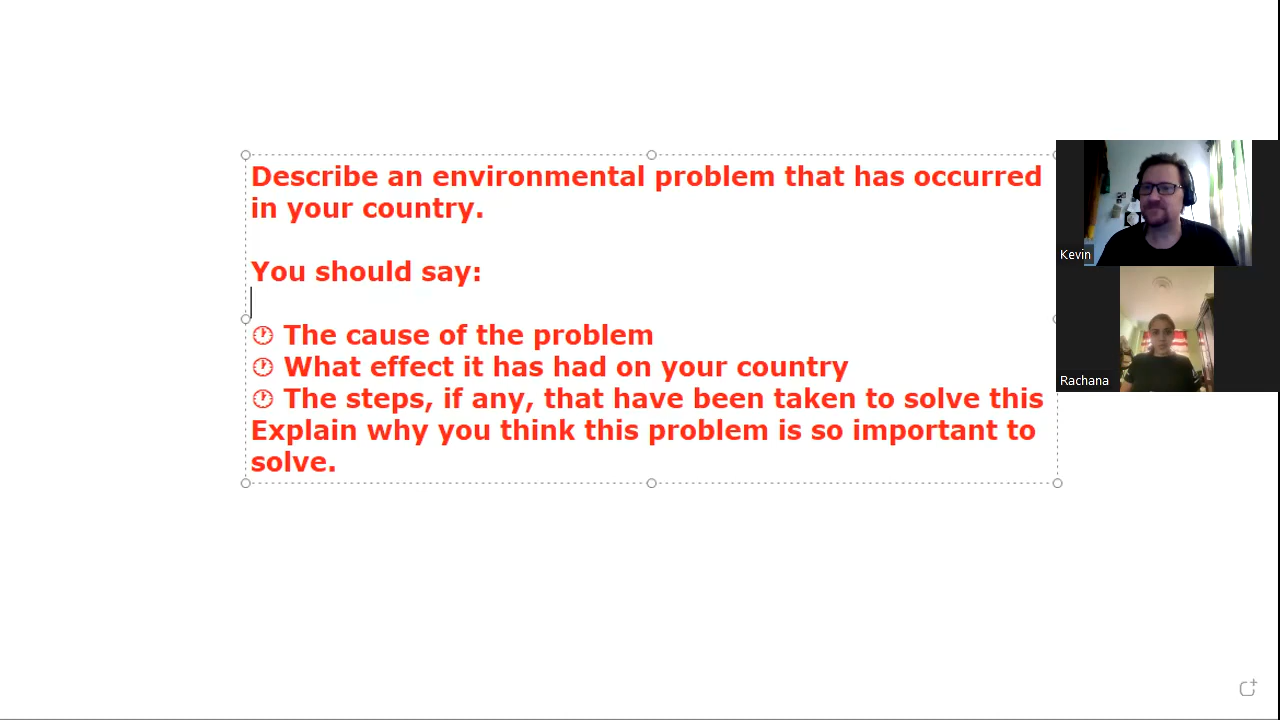 Describe an environmental problem that has occurred
in your country.
You should say:
🕐 The cause of the problem
🕐 What effect it has had on your country
🕐 The steps, if any, that have been taken to solve this
Explain why you think this problem is so important to
solve.
Kevin
Rachana